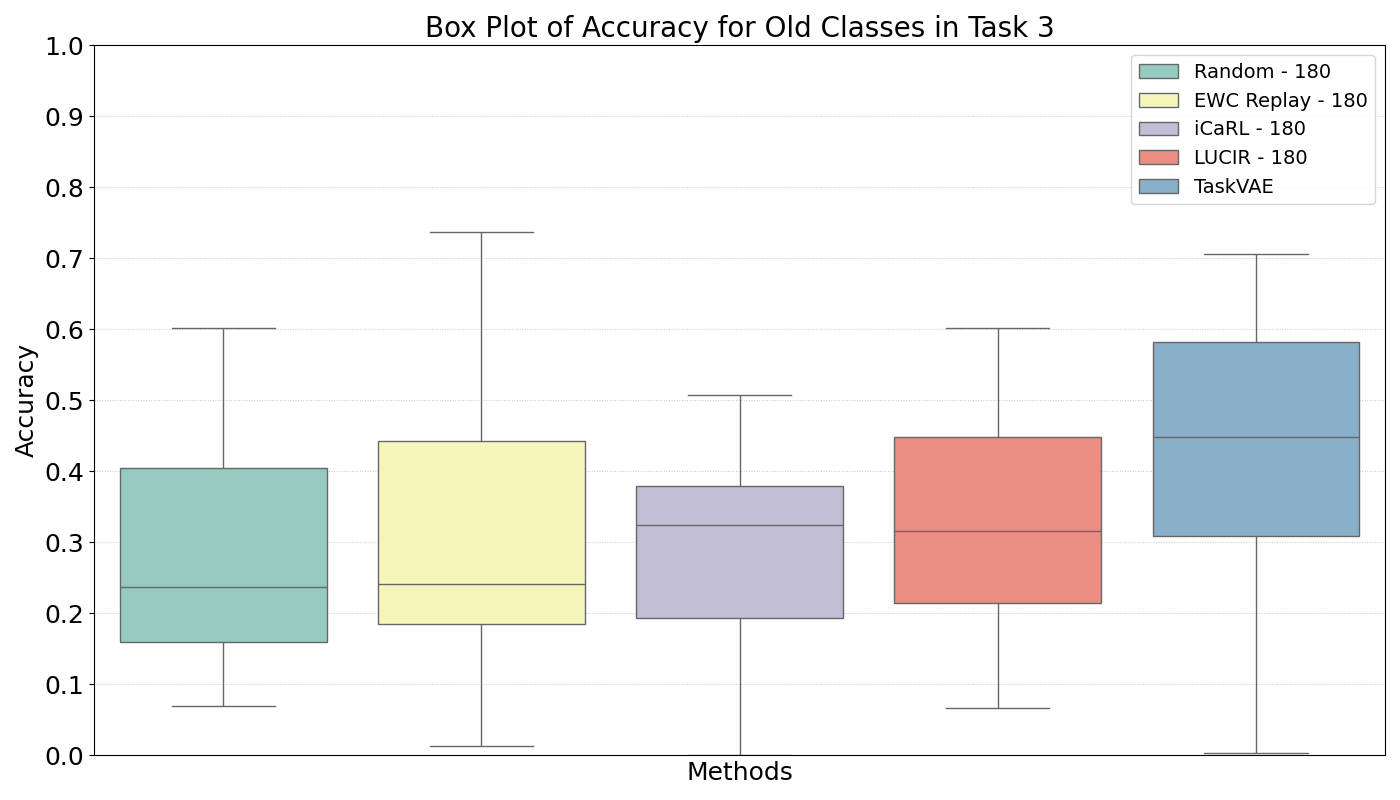 Box Plot of Accuracy for Old Classes in Task 3
1.0
0.9
0.8
0.7
0.6
0.5
0.4
0.3
0.2
0.1
0.0
Accuracy
Methods
Random - 180
EWC Replay - 180
iCaRL - 180
LUCIR - 180
TaskVAE